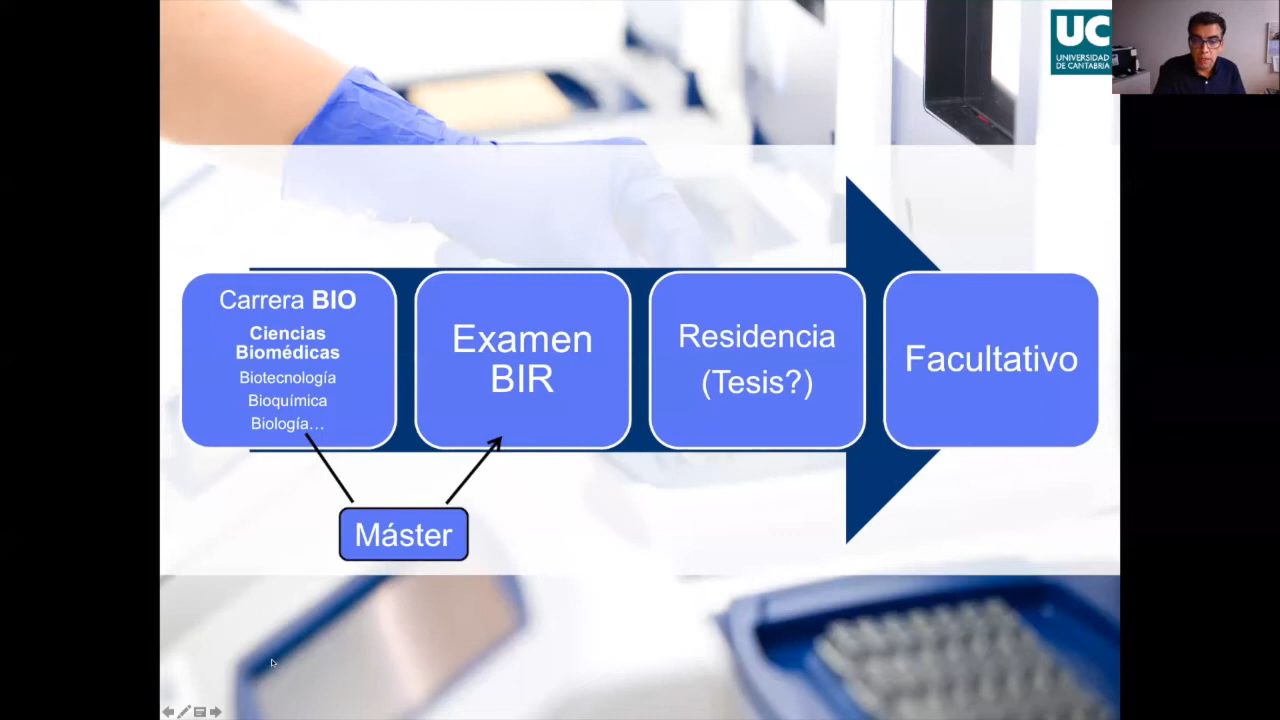 UC
UNIVERSIDAD
DE CANTABRIA
Carrera BIO
Ciencias
Biomédicas
Biotecnología
Bioquímica
Biología…
Examen
BIR
Residencia
(Tesis?)
Facultativo
Máster